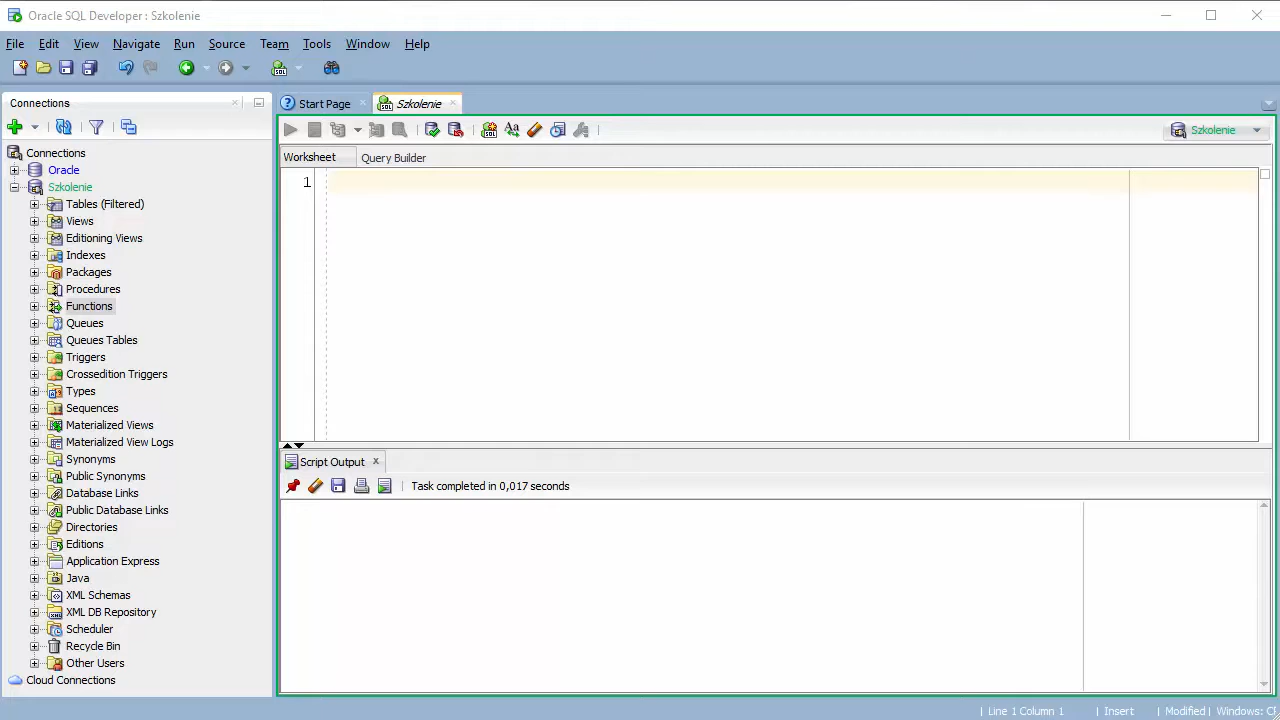 Oracle SQL Developer : Szkolenie
File Edit View Navigate Run Source Team Tools Window Help
Connections
Start Page
Szkolenie
Szkolenie
Worksheet
Query Builder
1
Connections
Oracle
Szkolenie
Tables (Filtered)
Views
Editioning Views
Indexes
Packages
Procedures
Functions
Queues
Queues Tables
Triggers
Crossedition Triggers
Types
Sequences
Materialized Views
Materialized View Logs
Synonyms
Public Synonyms
Database Links
Public Database Links
Directories
Editions
Application Express
Java
XML Schemas
XML DB Repository
Scheduler
Recycle Bin
Other Users
Cloud Connections
Script Output
Task completed in 0,017 seconds
Line 1 Column 1 | Insert | Modified | Windows: